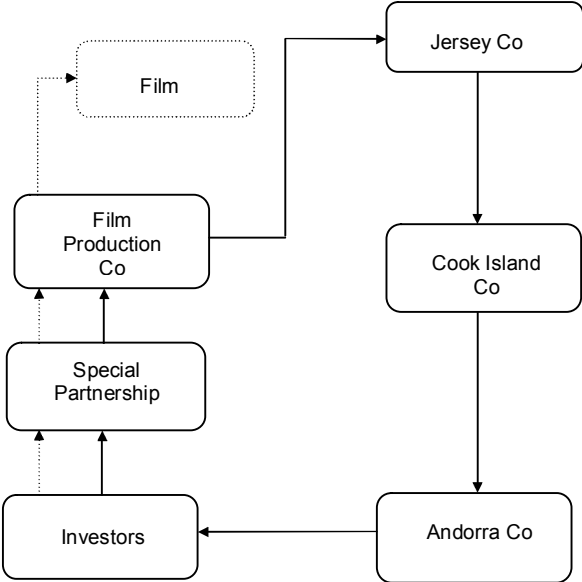 Jersey Co
Film
Film
Production
Co
Cook Island
Co
Special
Partnership
Investors
Andorra Co